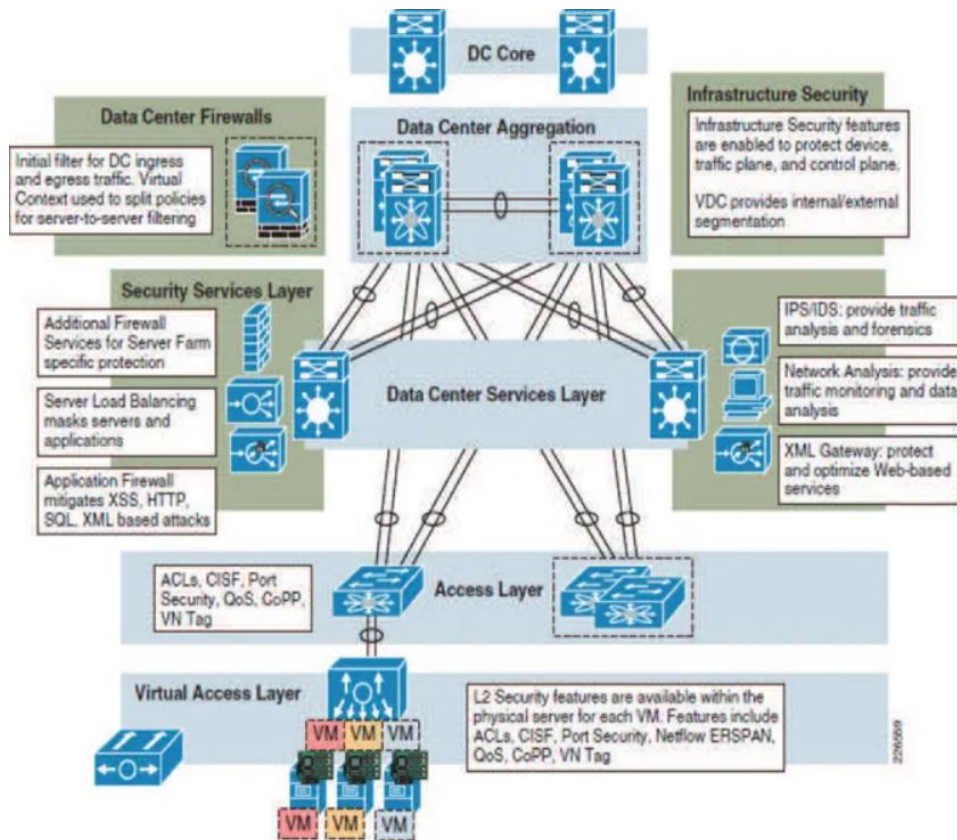 DC Core
Data Center Firewalls
Initial filter for DC ingress
and egress traffic. Virtual
Context used to split policies
for server-to-server filtering
Data Center Aggregation
Infrastructure Security
Infrastructure Security features
are enabled to protect device,
traffic plane, and control plane.
VDC provides internal/external
segmentation
Security Services Layer
Additional Firewall
Services for Server Farm
specific protection
Server Load Balancing
masks servers and
applications
Application Firewall
mitigates XSS, HTTP,
SQL, XML based attacks
Data Center Services Layer
IPS/IDS: provide traffic
analysis and forensics
Network Analysis: provide
traffic monitoring and data
analysis
XML Gateway: protect
and optimize Web-based
services
ACLs, CISF, Port
Security, QoS, CoPP,
VN Tag
Access Layer
Virtual Access Layer
L2 Security features are available within the
physical server for each VM. Features include
ACLs, CISF, Port Security, Netflow ERSPAN,
QoS, CoPP, VN Tag
VM VM VM
VM VM VM
226569